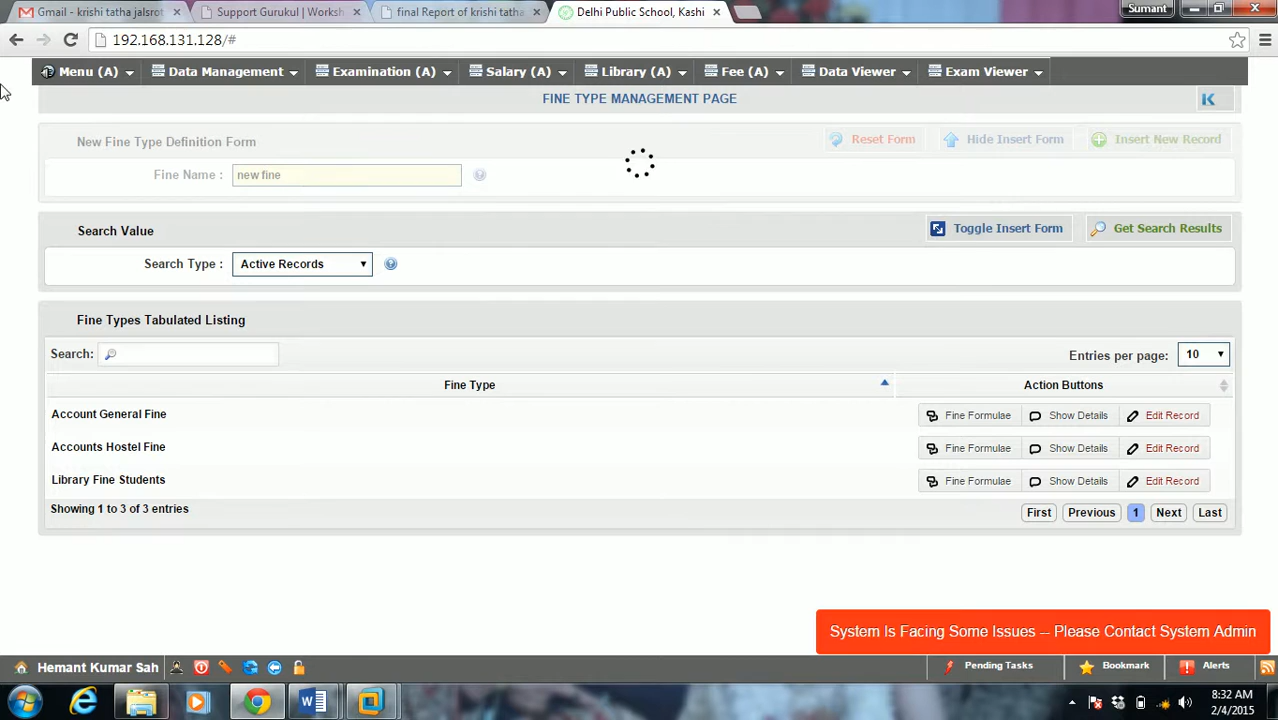 Gmail - krishi tatha jalsrot
Support Gurukul | Worksh
final Report of krishi tatha
Delhi Public School, Kashi
Sumant
192.168.131.128/#
Menu (A)
Data Management
Examination (A)
Salary (A)
Library (A)
Fee (A)
Data Viewer
Exam Viewer
FINE TYPE MANAGEMENT PAGE
New Fine Type Definition Form
Reset Form
Hide Insert Form
Insert New Record
Fine Name :
new fine
Search Value
Toggle Insert Form
Get Search Results
Search Type :
Active Records
Fine Types Tabulated Listing
Search:
Entries per page:
10
Fine Type
Action Buttons
Account General Fine
Fine Formulae
Show Details
Edit Record
Accounts Hostel Fine
Fine Formulae
Show Details
Edit Record
Library Fine Students
Fine Formulae
Show Details
Edit Record
Showing 1 to 3 of 3 entries
First
Previous
1
Next
Last
System Is Facing Some Issues -- Please Contact System Admin
Hemant Kumar Sah
Pending Tasks
Bookmark
Alerts
8:32 AM
2/4/2015